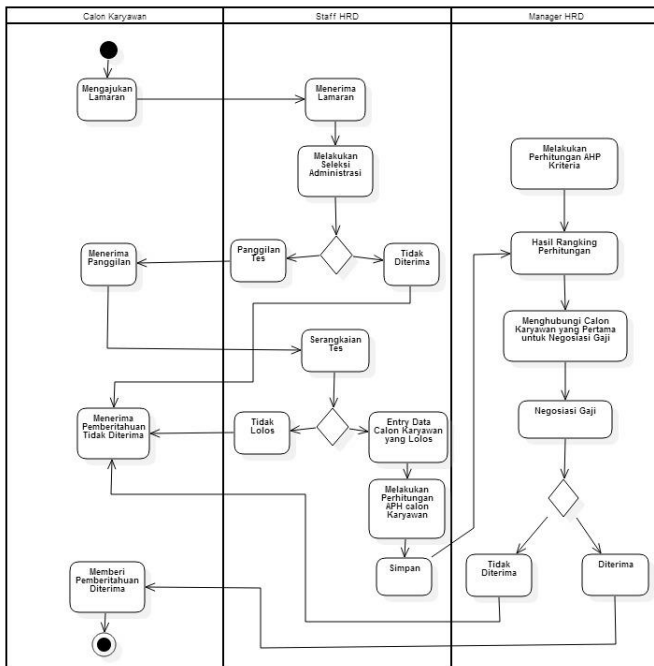 Calon Karyawan
Staff HRD
Manager HRD
Mengajukan
Lamaran
Menerima
Lamaran
Melakukan
Seleksi
Administrasi
Melakukan
Perhitungan AHP
Kriteria
Menerima
Panggilan
Panggilan
Tes
Tidak
Diterima
Hasil Rangking
Perhitungan
Serangkaian
Tes
Menghubungi Calon
Karyawan yang Pertama
untuk Negosiasi Gaji
Menerima
Pemberitahuan
Tidak Diterima
Tidak
Lolos
Entry Data
Calon Karyawan
yang Lolos
Negosiasi Gaji
Melakukan
Perhitungan
APH calon
Karyawan
Memberi
Pemberitahuan
Diterima
Simpan
Tidak
Diterima
Diterima